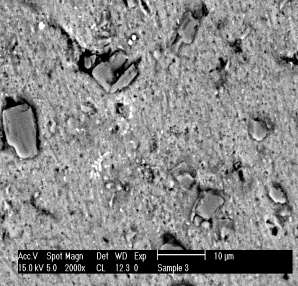 Acc.V Spot Magn Det WD Exp
15.0 kV 5.0 2000x CL 12.3 0 Sample 3
10 µm